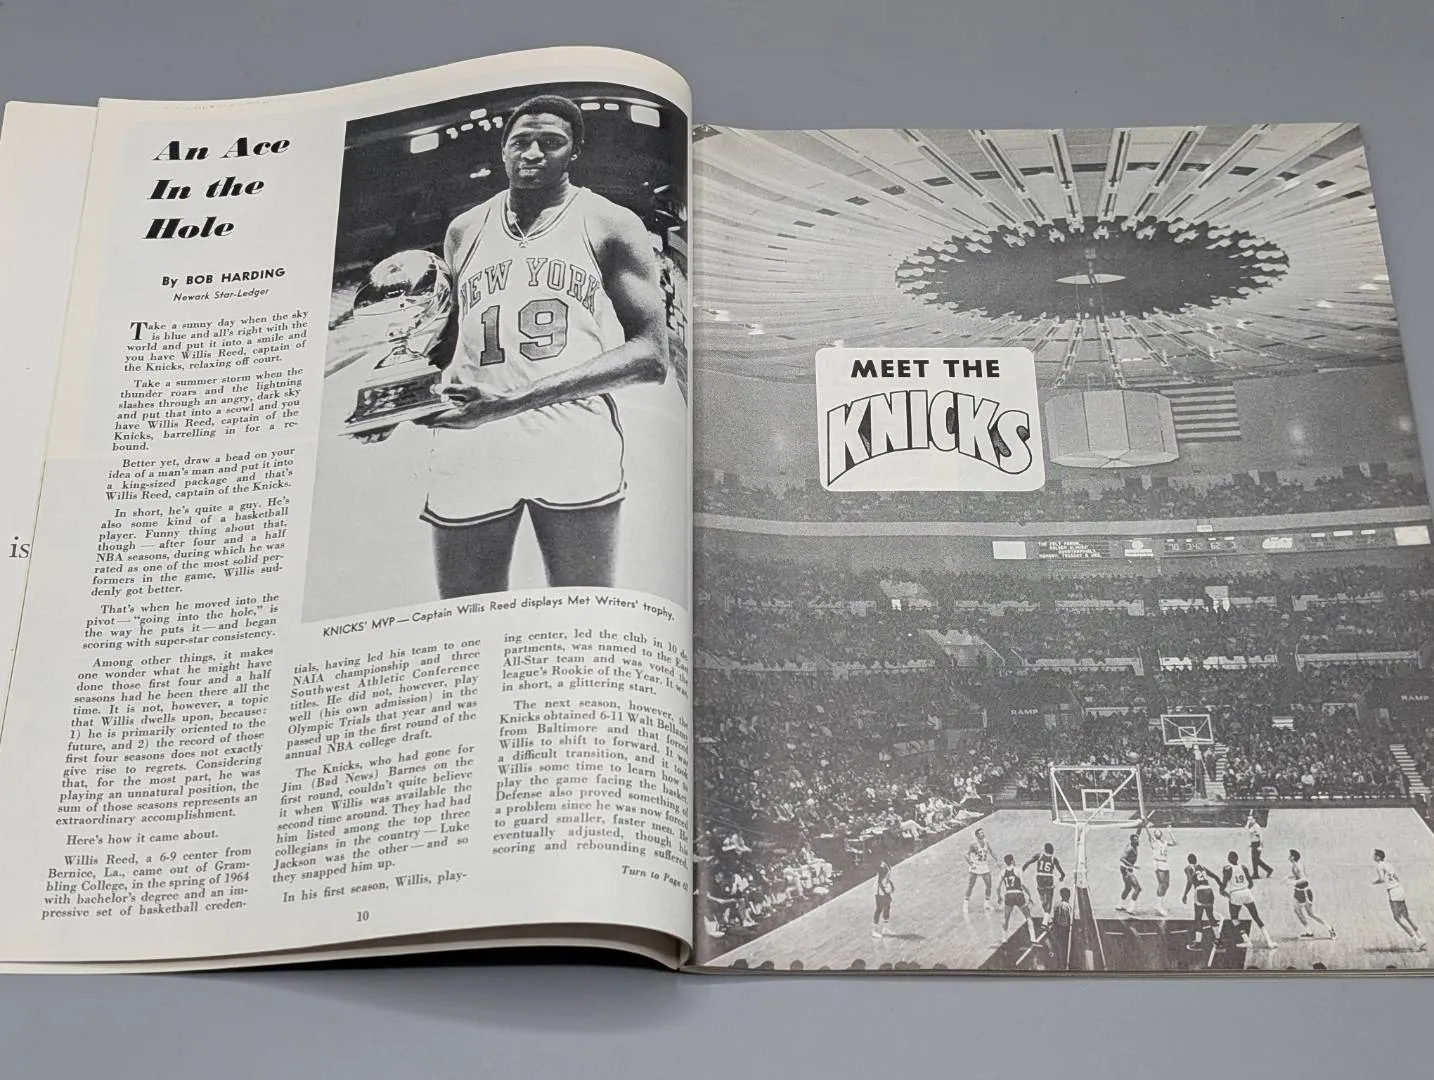 is
An Ace
In the
Hole
By BOB HARDING
Newark Star-Ledger
Take a sunny day when the sky
is blue and all's right with the
world and put it into a smile and
you have Willis Reed, captain of
the Knicks, relaxing off court.
Take a summer storm when the
thunder roars and the lightning
slashes through an angry, dark sky
and put that into a scowl and you
have Willis Reed, captain of the
Knicks, barrelling in for a re-
bound.
Better yet, draw a bead on your
idea of a man's man and put it into
a king-sized package and that's
Willis Reed, captain of the Knicks.
In short, he's quite a guy. He's
also some kind of a basketball
player. Funny thing about that,
though — after four and a half
NBA seasons, during which he was
rated as one of the most solid per-
formers in the game, Willis sud-
denly got better.
That's when he moved into the
pivot — "going into the hole," is
the way he puts it — and began
scoring with super-star consistency.
Among other things, it makes
one wonder what he might have
done those first four and a half
seasons had he been there all the
time. It is not, however, a topic
that Willis dwells upon, because:
1) he is primarily oriented to the
future, and 2) the record of those
first four seasons does not exactly
give rise to regrets. Considering
that, for the most part, he was
playing an unnatural position, the
sum of those seasons represents an
extraordinary accomplishment.
Here's how it came about.
Willis Reed, a 6-9 center from
Bernice, La., came out of Gram-
bling College, in the spring of 1964
with bachelor's degree and an im-
pressive set of basketball creden-
NEW YORK
19
KNICKS' MVP — Captain Willis Reed displays Met Writers' trophy.
tials, having led his team to one
NAIA championship and three
Southwest Athletic Conference
titles. He did not, however, play
well (his own admission) in the
Olympic Trials that year and was
passed up in the first round of the
annual NBA college draft.
The Knicks, who had gone for
Jim (Bad News) Barnes on the
first round, couldn't quite believe
it when Willis was available the
second time around. They had had
him listed among the top three
collegians in the country — Luke
Jackson was the other — and so
they snapped him up.
In his first season, Willis, play-
ing center, led the club in 10 de-
partments, was named to the East
All-Star team and was voted the
league's Rookie of the Year. It was,
in short, a glittering start.
The next season, however, the
Knicks obtained 6-11 Walt Bellamy
from Baltimore and that forced
Willis to shift to forward. It was
a difficult transition, and it took
Willis some time to learn how to
play the game facing the basket.
Defense also proved something of
a problem since he was now forced
to guard smaller, faster men. He
eventually adjusted, though his
scoring and rebounding suffered.
Turn to Page
10
MEET THE
KNICKS
RAMP
RAMP
17
16
20
19